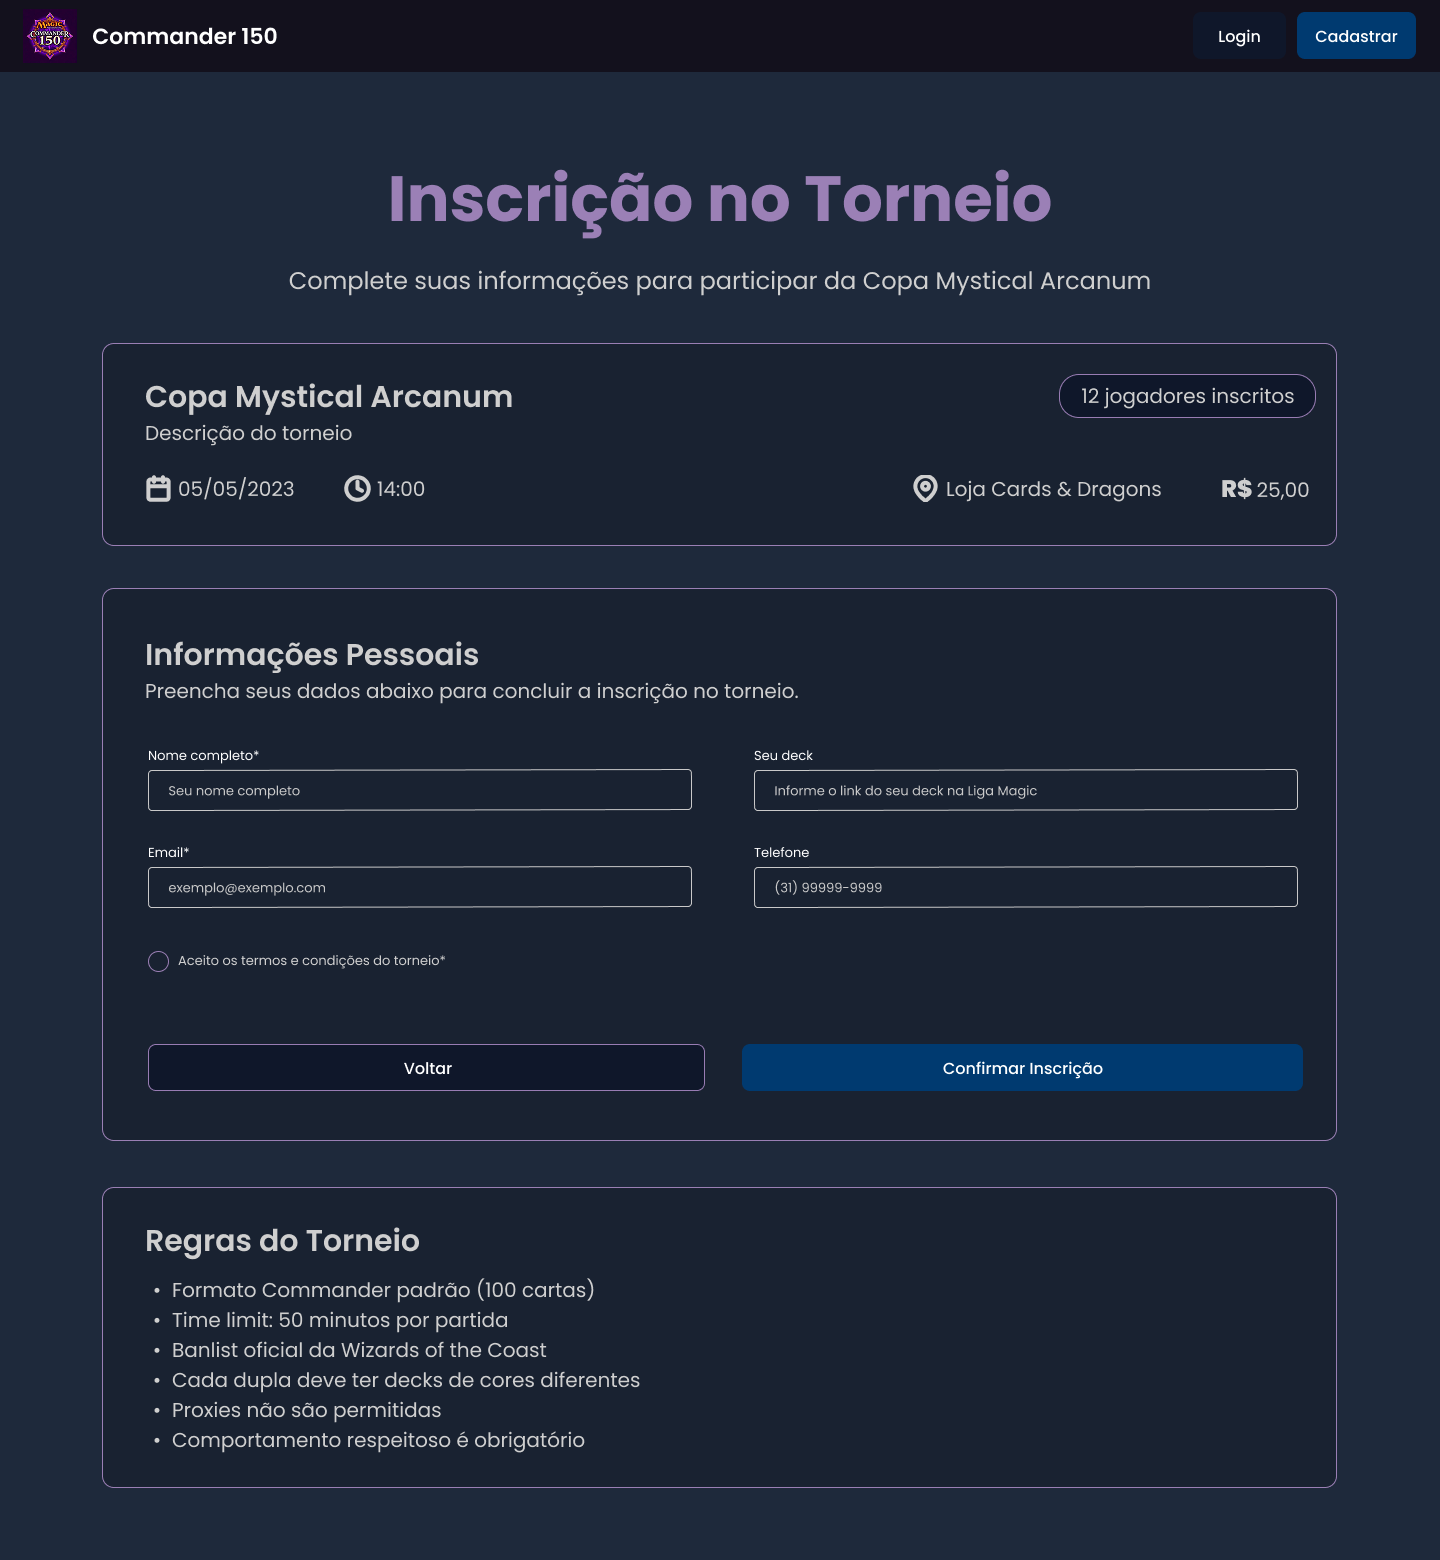 MAGIC
COMMANDER
150
Commander 150
Login
Cadastrar
Inscrição no Torneio
Complete suas informações para participar da Copa Mystical Arcanum
Copa Mystical Arcanum
12 jogadores inscritos
Descrição do torneio
05/05/2023
14:00
Loja Cards & Dragons
R$ 25,00
Informações Pessoais
Preencha seus dados abaixo para concluir a inscrição no torneio.
Nome completo*
Seu deck
Seu nome completo
Informe o link do seu deck na Liga Magic
Email*
Telefone
exemplo@exemplo.com
(31) 99999-9999
Aceito os termos e condições do torneio*
Voltar
Confirmar Inscrição
Regras do Torneio
• Formato Commander padrão (100 cartas)
• Time limit: 50 minutos por partida
• Banlist oficial da Wizards of the Coast
• Cada dupla deve ter decks de cores diferentes
• Proxies não são permitidas
• Comportamento respeitoso é obrigatório